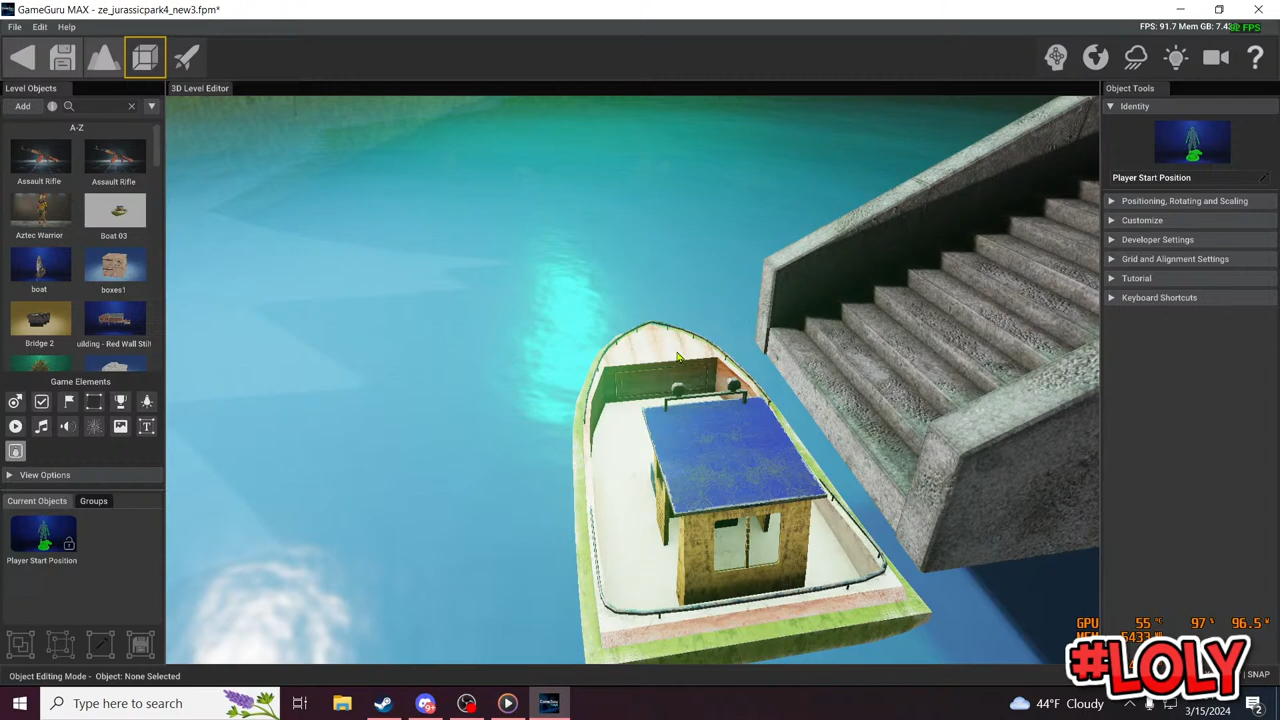 GameGuru MAX - ze_jurassicpark4_new3.fpm*
File Edit Help
FPS: 91.7 Mem GB: 7.4
FPS
Level Objects
3D Level Editor
Object Tools
Add
Identity
A-Z
Assault Rifle
Assault Rifle
Player Start Position
Aztec Warrior
Boat 03
Positioning, Rotating and Scaling
Customize
Developer Settings
boat
boxes1
Grid and Alignment Settings
Tutorial
Keyboard Shortcuts
Bridge 2
uilding - Red Wall Stilt
Game Elements
View Options
Current Objects
Groups
Player Start Position
GPU 55 °C 97 % 96.5 W
5433
#LOLY
Object Editing Mode - Object: None Selected
SNAP
Type here to search
44°F Cloudy
3/15/2024
2